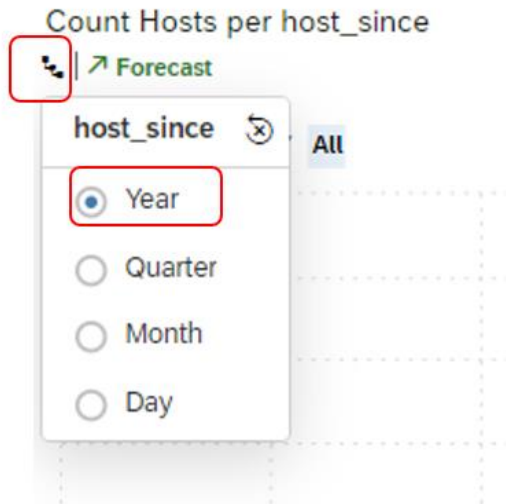 Count Hosts per host_since
Forecast
host_since
All
Year
Quarter
Month
Day